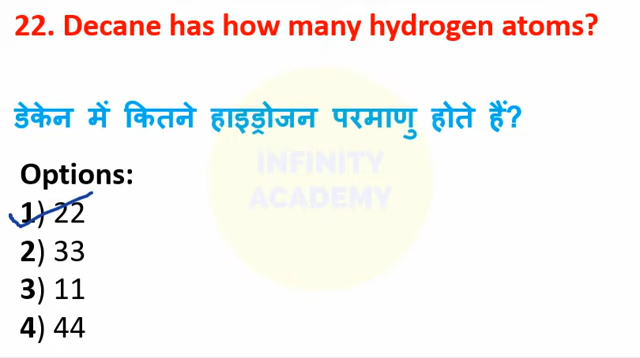 22. Decane has how many hydrogen atoms?
डेकेन में कितने हाइड्रोजन परमाणु होते हैं?
INFINITY
ACADEMY
Options:
1) 22
2) 33
3) 11
4) 44